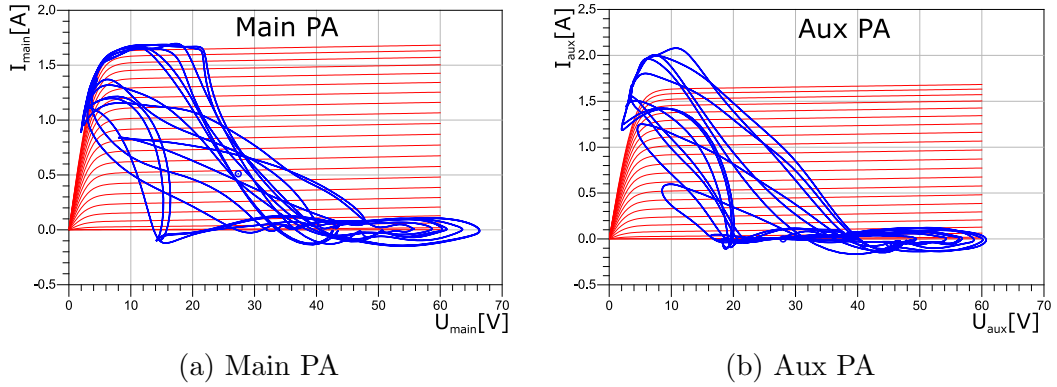 Main PA
I_main[A]
2.0
1.5
1.0
0.5
0.0
-0.5
0 10 20 30 40 50 60 70
U_main[V]
(a) Main PA
Aux PA
I_aux[A]
2.5
2.0
1.5
1.0
0.5
0.0
-0.5
0 10 20 30 40 50 60 70
U_aux[V]
(b) Aux PA